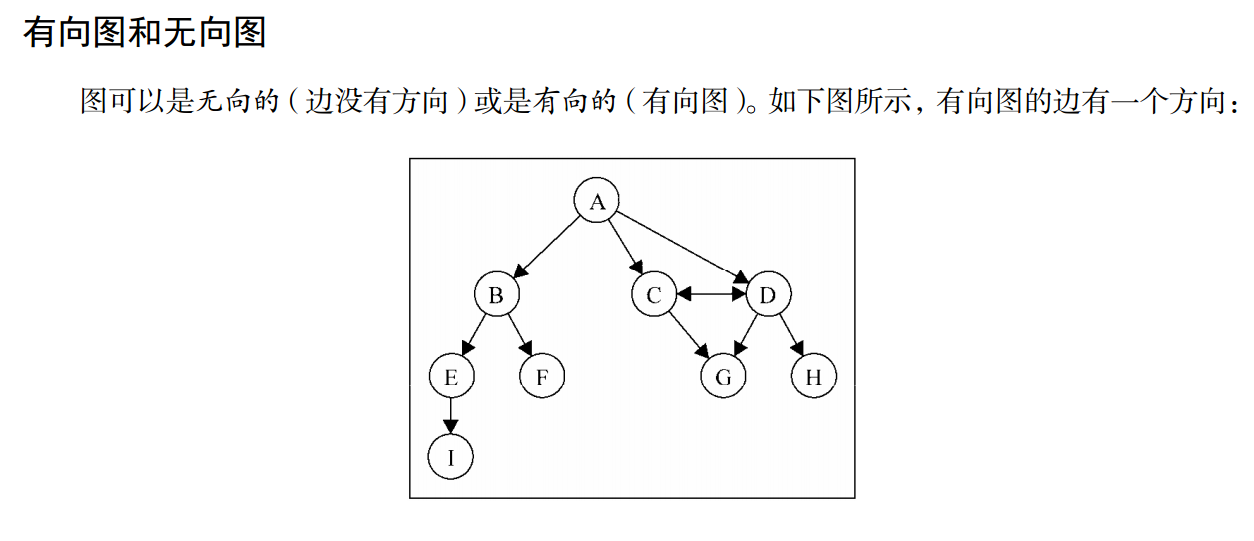 有向图和无向图
图可以是无向的（边没有方向）或是有向的（有向图）。如下图所示，有向图的边有一个方向：
A
B C D
E F G H
I